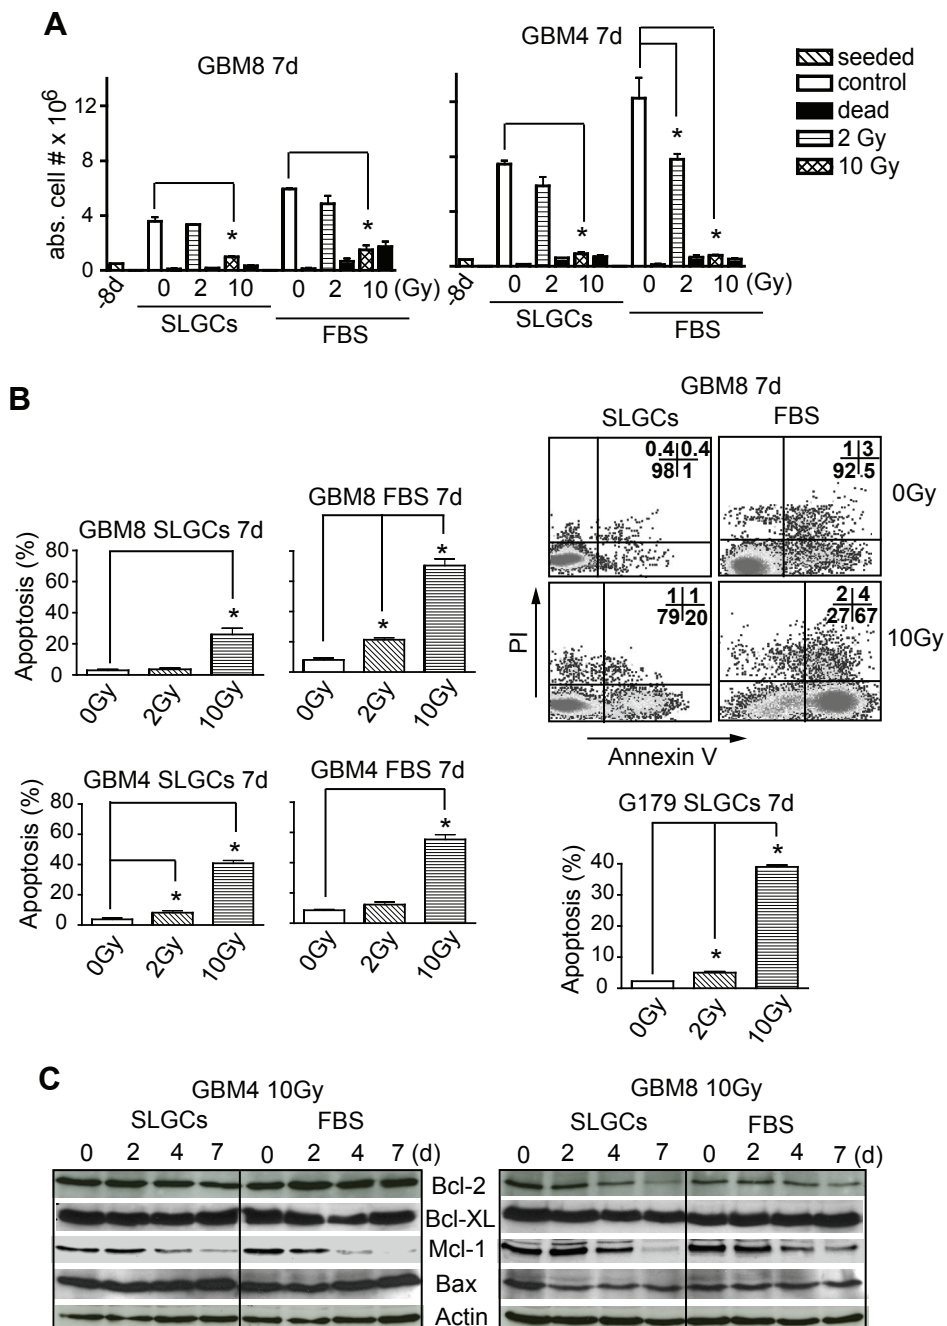 A
GBM8 7d
GBM4 7d
seeded
control
dead
2 Gy
10 Gy
abs. cell # x 10⁶
12
8
4
0
* * * * *
-8d 0 2 10 0 2 10 (Gy)
SLGCs FBS
-8d 0 2 10 0 2 10 (Gy)
SLGCs FBS
B
GBM8 SLGCs 7d
Apoptosis (%)
80
60
40
20
0
*
0Gy 2Gy 10Gy
GBM8 FBS 7d
* *
0Gy 2Gy 10Gy
GBM8 7d
SLGCs FBS
0.4 0.4
98 1
1 3
92 5
0Gy
1 1
79 20
2 4
27 67
10Gy
PI
Annexin V
GBM4 SLGCs 7d
Apoptosis (%)
80
60
40
20
0
* *
0Gy 2Gy 10Gy
GBM4 FBS 7d
*
0Gy 2Gy 10Gy
G179 SLGCs 7d
Apoptosis (%)
40
30
20
10
0
* *
0Gy 2Gy 10Gy
C
GBM4 10Gy
SLGCs FBS
0 2 4 7 0 2 4 7 (d)
GBM8 10Gy
SLGCs FBS
0 2 4 7 0 2 4 7 (d)
Bcl-2
Bcl-XL
Mcl-1
Bax
Actin